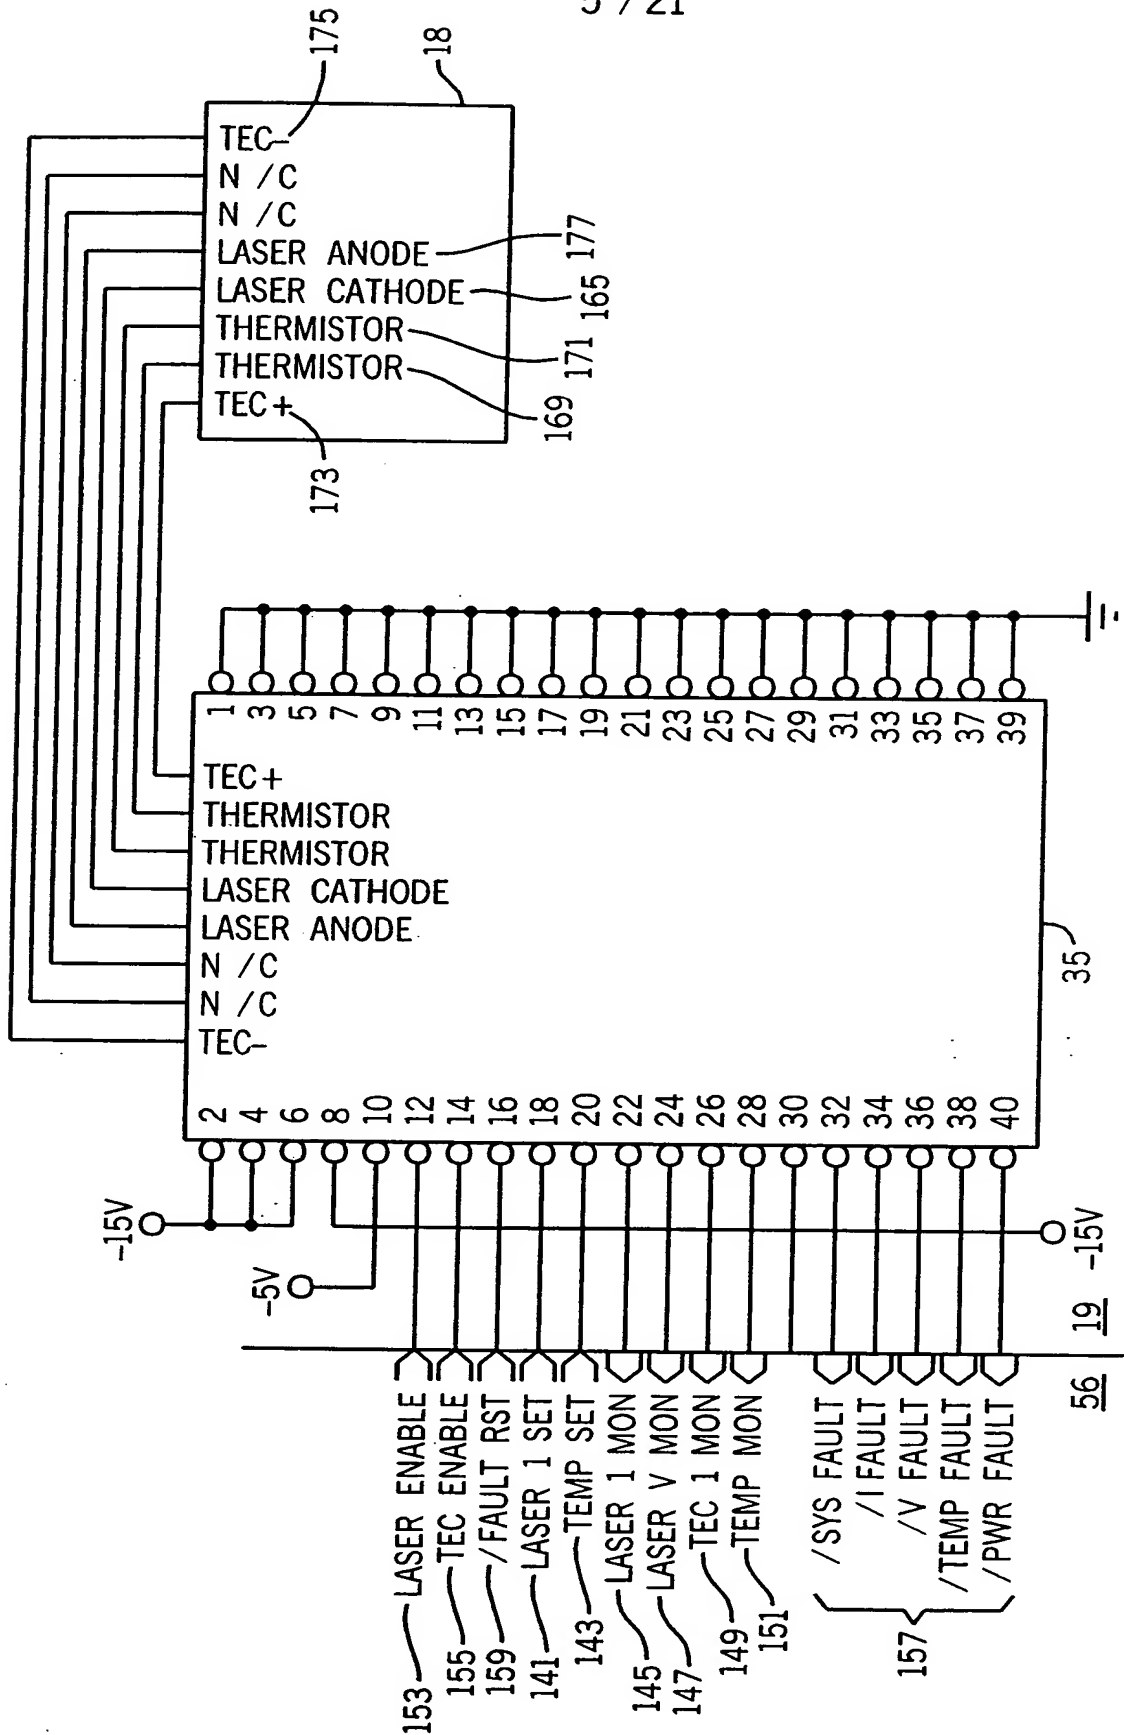 5 / 21
175
18
TEC–
N /C
N /C
LASER ANODE
177
LASER CATHODE
165
THERMISTOR
171
THERMISTOR
169
TEC+
173
1
3
5
7
9
11
13
15
17
19
21
23
25
27
29
31
33
35
37
39
TEC+
THERMISTOR
THERMISTOR
LASER CATHODE
LASER ANODE
N /C
N /C
TEC–
35
2
4
6
8
10
12
14
16
18
20
22
24
26
28
30
32
34
36
38
40
–15V
–5V
–15V
19
56
153 LASER ENABLE
155 TEC ENABLE
159 /FAULT RST
141 LASER 1 SET
143 TEMP SET
145 LASER 1 MON
147 LASER V MON
149 TEC 1 MON
151 TEMP MON
/SYS FAULT
/I FAULT
/V FAULT
/TEMP FAULT
/PWR FAULT
157